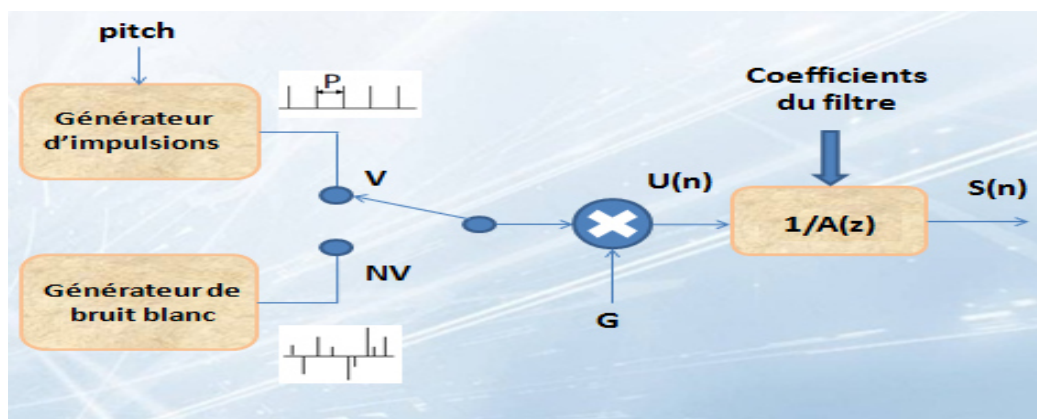 pitch
P
Générateur
d'impulsions
V
Coefficients
du filtre
U(n)
S(n)
1/A(z)
NV
Générateur de
bruit blanc
G